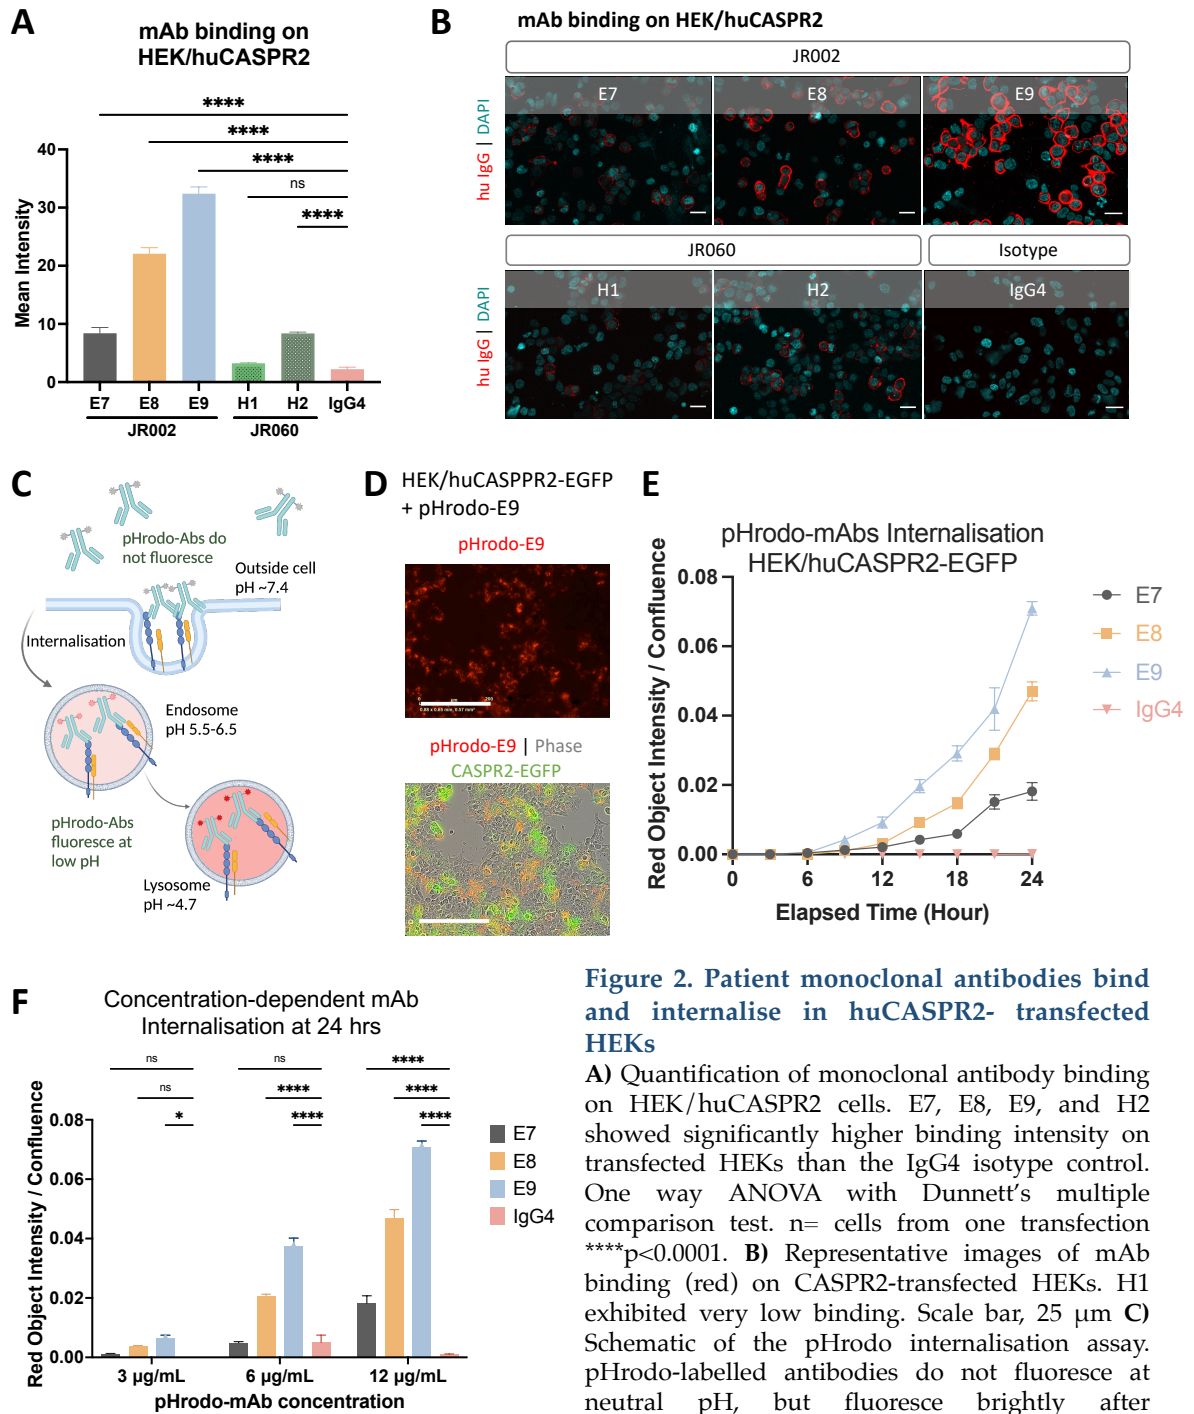 A
mAb binding on
HEK/huCASPR2
****
****
****
ns
****
40
30
20
10
0
Mean Intensity
E7 E8 E9 H1 H2 IgG4
JR002 JR060
B
mAb binding on HEK/huCASPR2
JR002
E7 E8 E9
hu IgG | DAPI
JR060 Isotype
H1 H2 IgG4
hu IgG | DAPI
C
pHrodo-Abs do
not fluoresce
Outside cell
pH ~7.4
Internalisation
Endosome
pH 5.5-6.5
pHrodo-Abs
fluoresce at
low pH
Lysosome
pH ~4.7
D
HEK/huCASPPR2-EGFP
+ pHrodo-E9
pHrodo-E9
pHrodo-E9 | Phase
CASPR2-EGFP
E
pHrodo-mAbs Internalisation
HEK/huCASPR2-EGFP
0.08
0.06
0.04
0.02
0.00
Red Object Intensity / Confluence
0 6 12 18 24
Elapsed Time (Hour)
E7
E8
E9
IgG4
F
Concentration-dependent mAb
Internalisation at 24 hrs
ns ns ****
ns **** ****
* **** ****
0.08
0.06
0.04
0.02
0.00
Red Object Intensity / Confluence
3 µg/mL 6 µg/mL 12 µg/mL
pHrodo-mAb concentration
E7
E8
E9
IgG4
Figure 2. Patient monoclonal antibodies bind
and internalise in huCASPR2- transfected
HEKs
A) Quantification of monoclonal antibody binding
on HEK/huCASPR2 cells. E7, E8, E9, and H2
showed significantly higher binding intensity on
transfected HEKs than the IgG4 isotype control.
One way ANOVA with Dunnett's multiple
comparison test. n= cells from one transfection
****p<0.0001. B) Representative images of mAb
binding (red) on CASPR2-transfected HEKs. H1
exhibited very low binding. Scale bar, 25 µm C)
Schematic of the pHrodo internalisation assay.
pHrodo-labelled antibodies do not fluoresce at
neutral pH, but fluoresce brightly after